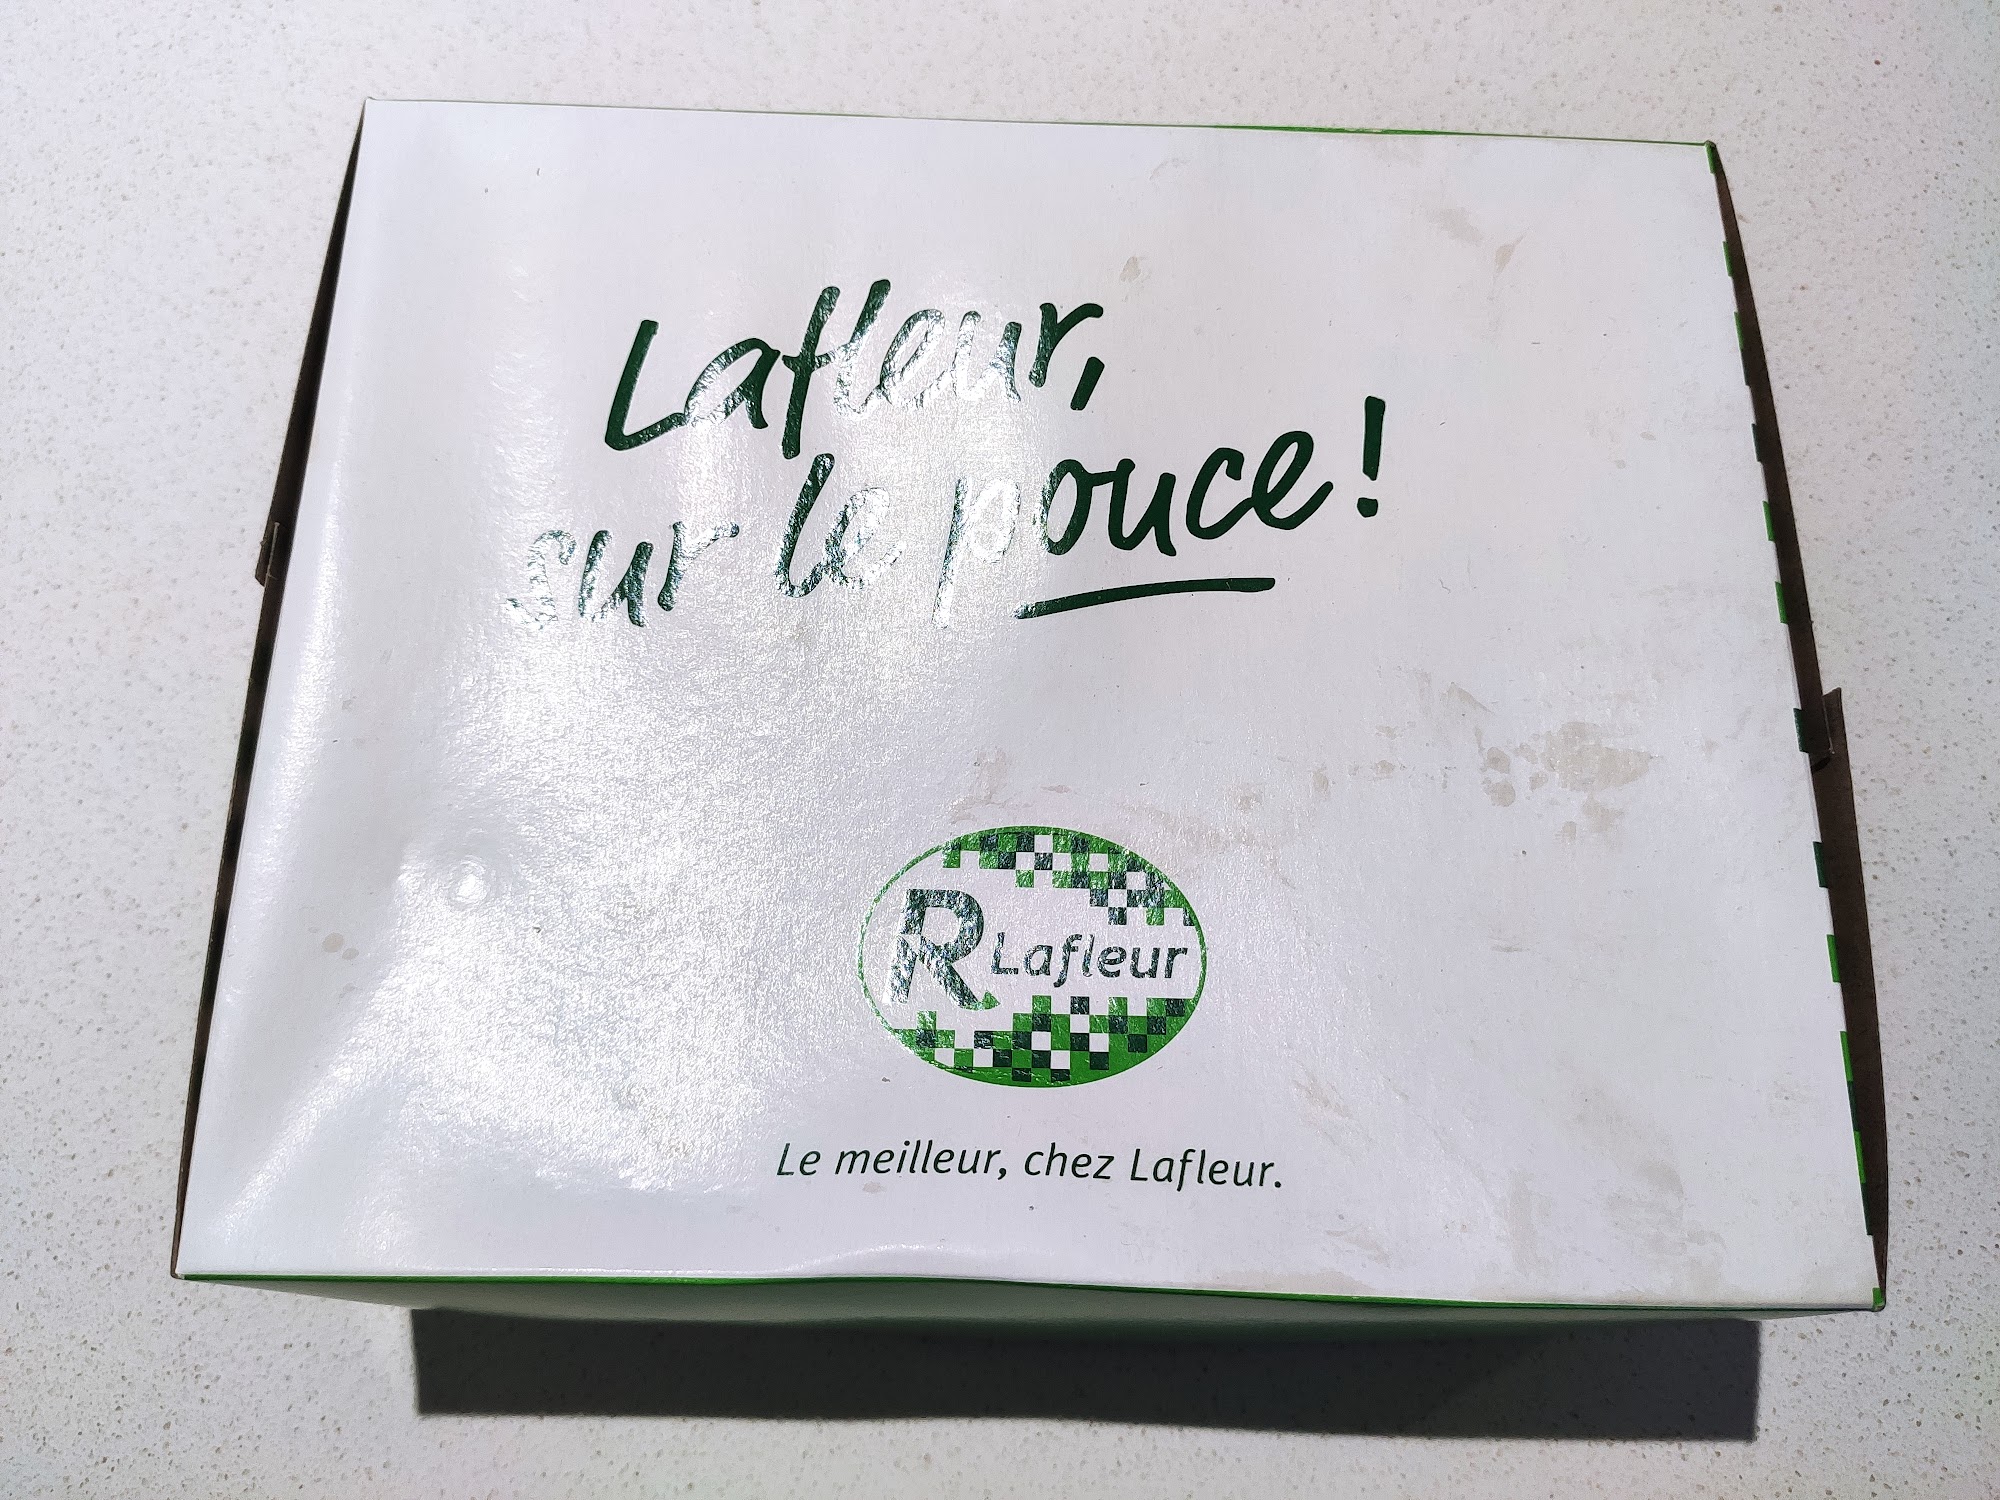 Lafleur,
sur le pouce!
R Lafleur
Le meilleur, chez Lafleur.